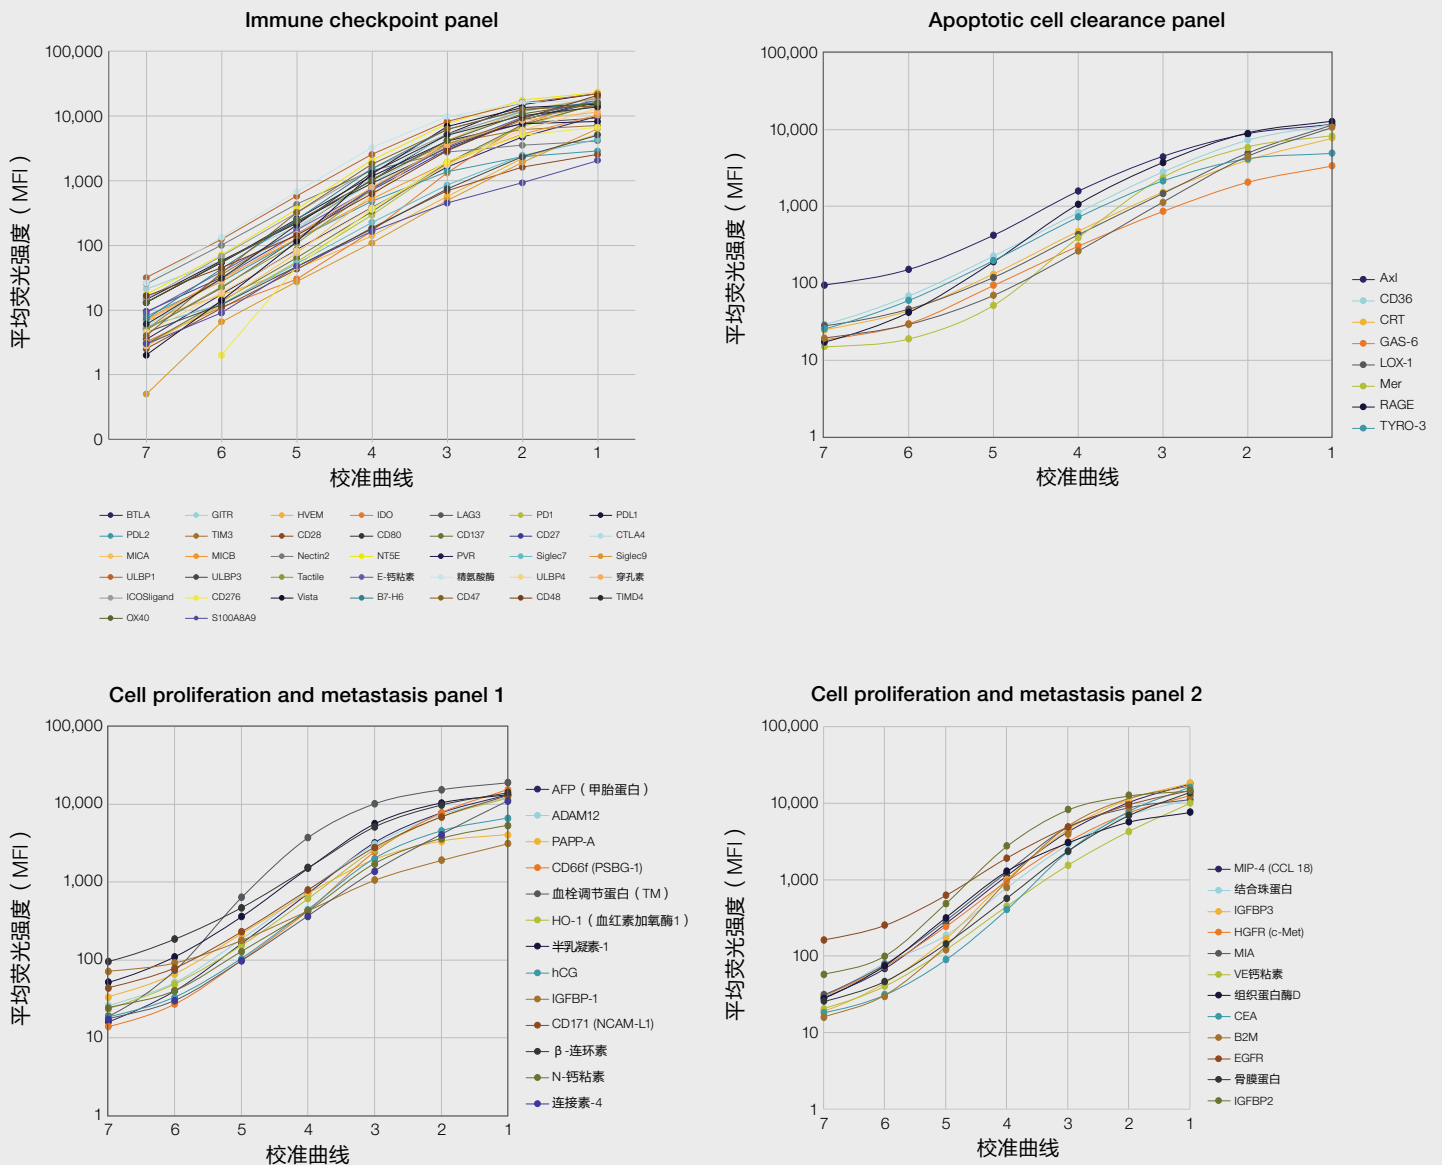 Immune checkpoint panel
100,000
10,000
1,000
100
10
1
0
平均荧光强度（MFI）
7 6 5 4 3 2 1
校准曲线
BTLA GITR HVEM IDO LAG3 PD1 PDL1
PDL2 TIM3 CD28 CD80 CD137 CD27 CTLA4
MICA MICB Nectin2 NT5E PVR Siglec7 Siglec9
ULBP1 ULBP3 Tactile E-钙粘素 精氨酸酶 ULBP4 穿孔素
ICOSligand CD276 Vista B7-H6 CD47 CD48 TIMD4
OX40 S100A8A9
Apoptotic cell clearance panel
100,000
10,000
1,000
100
10
1
平均荧光强度（MFI）
7 6 5 4 3 2 1
校准曲线
Axl
CD36
CRT
GAS-6
LOX-1
Mer
RAGE
TYRO-3
Cell proliferation and metastasis panel 1
100,000
10,000
1,000
100
10
1
平均荧光强度（MFI）
7 6 5 4 3 2 1
校准曲线
AFP（甲胎蛋白）
ADAM12
PAPP-A
CD66f (PSBG-1)
血栓调节蛋白（TM）
HO-1（血红素加氧酶1）
半乳凝素-1
hCG
IGFBP-1
CD171 (NCAM-L1)
β -连环素
N-钙粘素
连接素-4
Cell proliferation and metastasis panel 2
100,000
10,000
1,000
100
10
1
平均荧光强度（MFI）
7 6 5 4 3 2 1
校准曲线
MIP-4 (CCL 18)
结合珠蛋白
IGFBP3
HGFR (c-Met)
MIA
VE钙粘素
组织蛋白酶D
CEA
B2M
EGFR
骨膜蛋白
IGFBP2